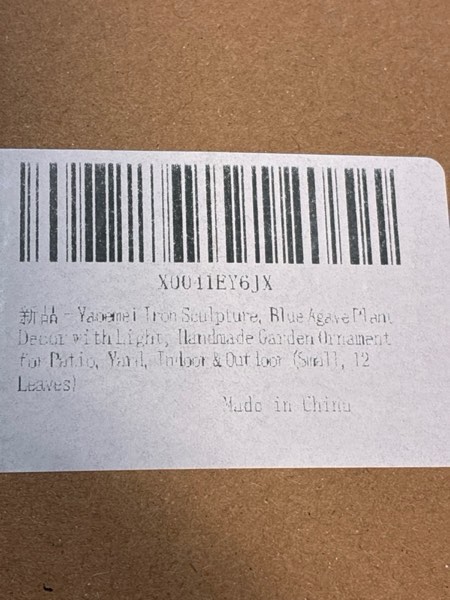 X0041EY6JX
新品 - Yaoemei Iron Sculpture, Blue Agave Plant
Decor with Light, Handmade Garden Ornament
for Patio, Yard, Indoor & Outdoor (Small, 12
Leaves)
Made in China